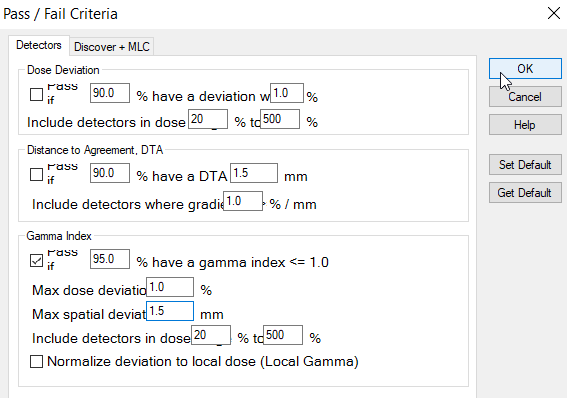 Pass / Fail Criteria
Detectors Discover + MLC
Dose Deviation
Pass if 90.0 % have a deviation w 1.0 %
Include detectors in dose 20 % to 500 %
Distance to Agreement, DTA
Pass if 90.0 % have a DTA 1.5 mm
Include detectors where gradie 1.0 % / mm
Gamma Index
Pass if 95.0 % have a gamma index <= 1.0
Max dose deviatio 1.0 %
Max spatial deviat 1.5 mm
Include detectors in dose 20 % to 500 %
Normalize deviation to local dose (Local Gamma)
OK
Cancel
Help
Set Default
Get Default